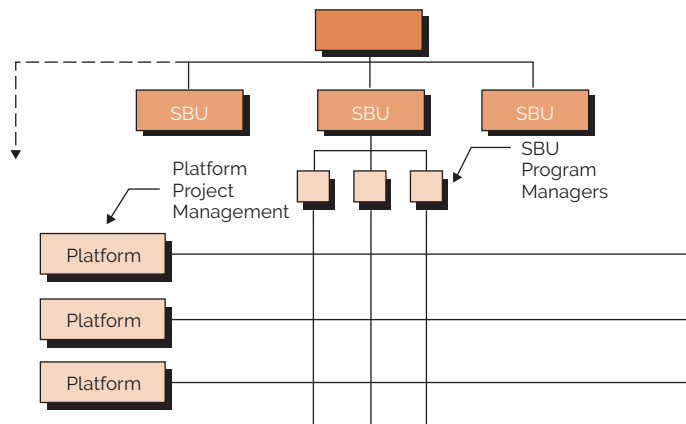 SBU
SBU
SBU
Platform
Project
Management
SBU
Program
Managers
Platform
Platform
Platform